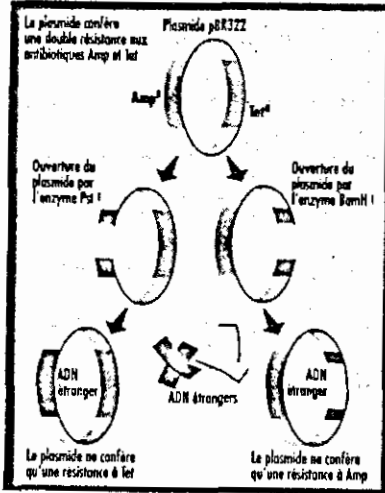 Le plasmide confère
une double résistance aux
antibiotiques Amp et Tet
Plasmide pBR322
Ampᴿ
Tetᴿ
Ouverture du
plasmide par
l'enzyme Pst I
Ouverture du
plasmide par
l'enzyme BamH I
ADN
étranger
ADN étrangers
ADN
étranger
Le plasmide ne confère
qu'une résistance à Tet
Le plasmide ne confère
qu'une résistance à Amp